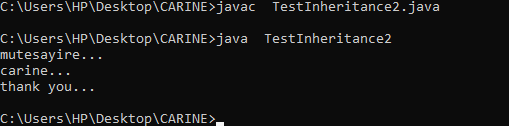 C:\Users\HP\Desktop\CARINE>javac  TestInheritance2.java
C:\Users\HP\Desktop\CARINE>java  TestInheritance2
mutesayire...
carine...
thank you...
C:\Users\HP\Desktop\CARINE>